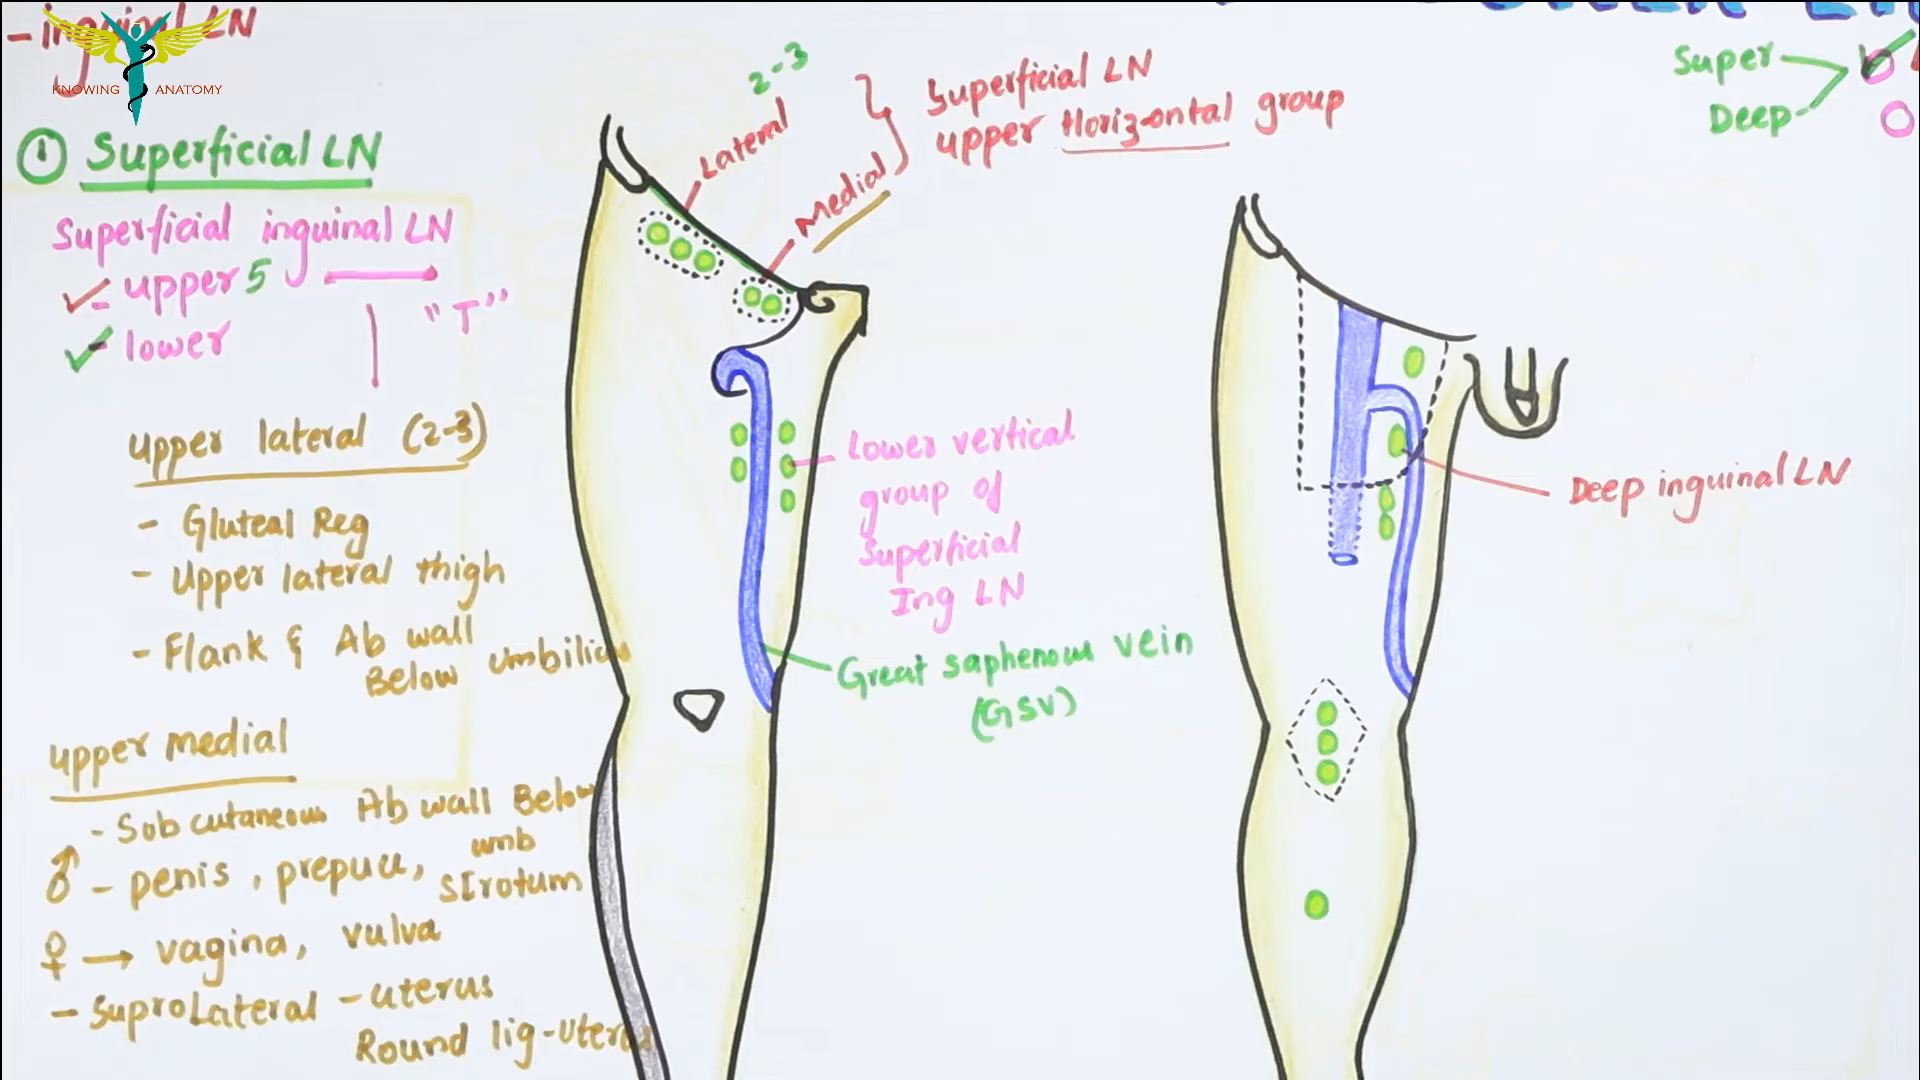 - inguinal LN
KNOWING ANATOMY
① Superficial LN
Superficial inguinal LN
- upper 5
- lower
"T"
upper lateral (2-3)
- Gluteal Reg
- Upper lateral thigh
- Flank & Ab wall
Below umbilicus
upper medial
- Subcutaneous Ab wall Below
umb
♂ - penis, prepuce, scrotum
♀ → vagina, vulva
- SuproLateral - uterus
Round lig-uterus
2-3
Lateral
Medial
Superficial LN
upper Horizontal group
Lower vertical
group of
Superficial
Ing LN
Great saphenous vein
(GSV)
Super
Deep
Deep inguinal LN